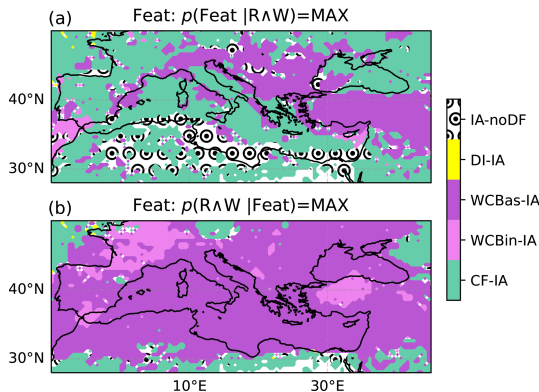 (a) Feat: p(Feat |R∧W)=MAX
40°N
30°N
(b) Feat: p(R∧W |Feat)=MAX
40°N
30°N
10°E 30°E
IA-noDF
DI-IA
WCBas-IA
WCBin-IA
CF-IA